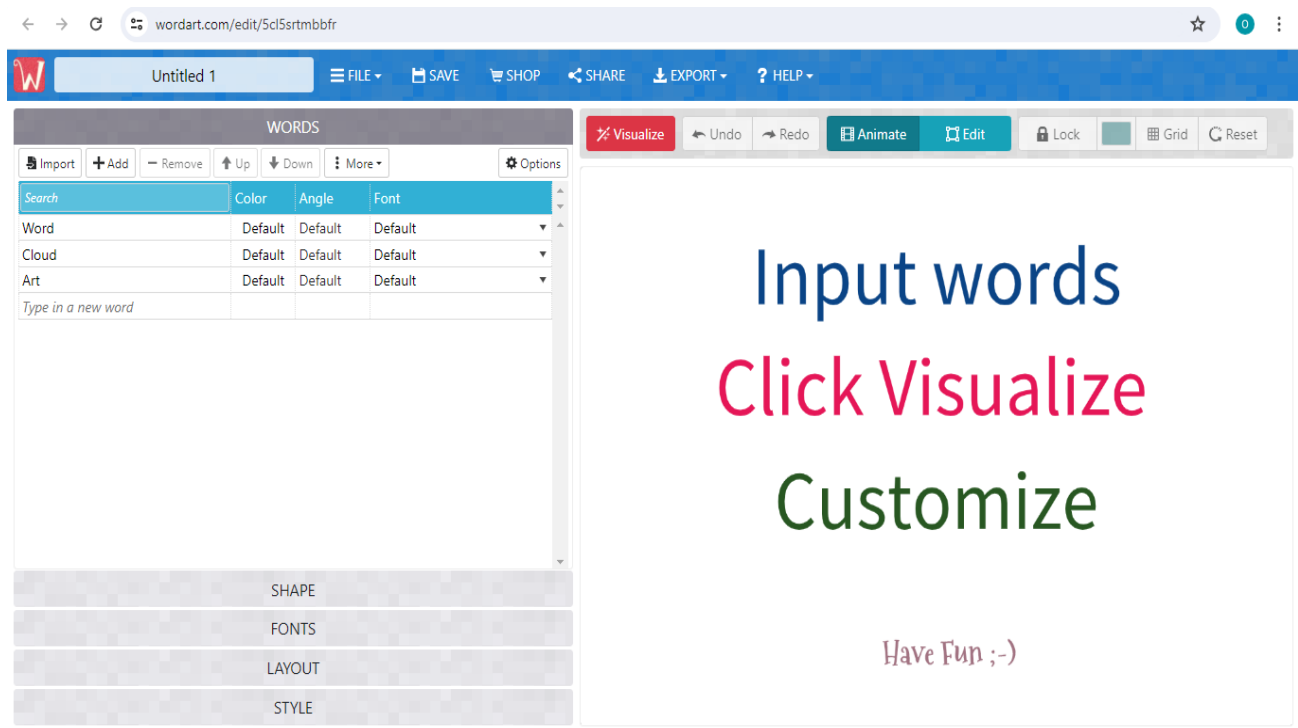 wordart.com/edit/5cl5srtmbbfr
O
W
Untitled 1
FILE
SAVE
SHOP
SHARE
EXPORT
? HELP
WORDS
Import
Add
Remove
Up
Down
More
Options
Search Color Angle Font
Word Default Default Default
Cloud Default Default Default
Art Default Default Default
Type in a new word
SHAPE
FONTS
LAYOUT
STYLE
Visualize
Undo
Redo
Animate
Edit
Lock
Grid
Reset
Input words
Click Visualize
Customize
Have Fun ;-)